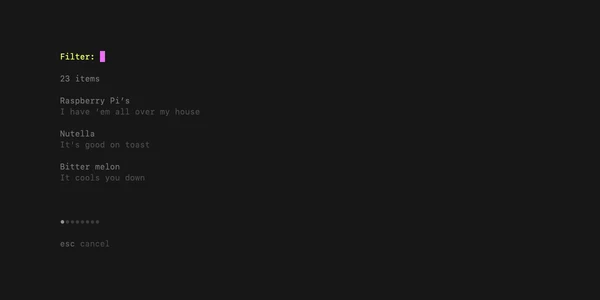 Filter:
23 items
Raspberry Pi's
I have 'em all over my house
Nutella
It's good on toast
Bitter melon
It cools you down
esc cancel